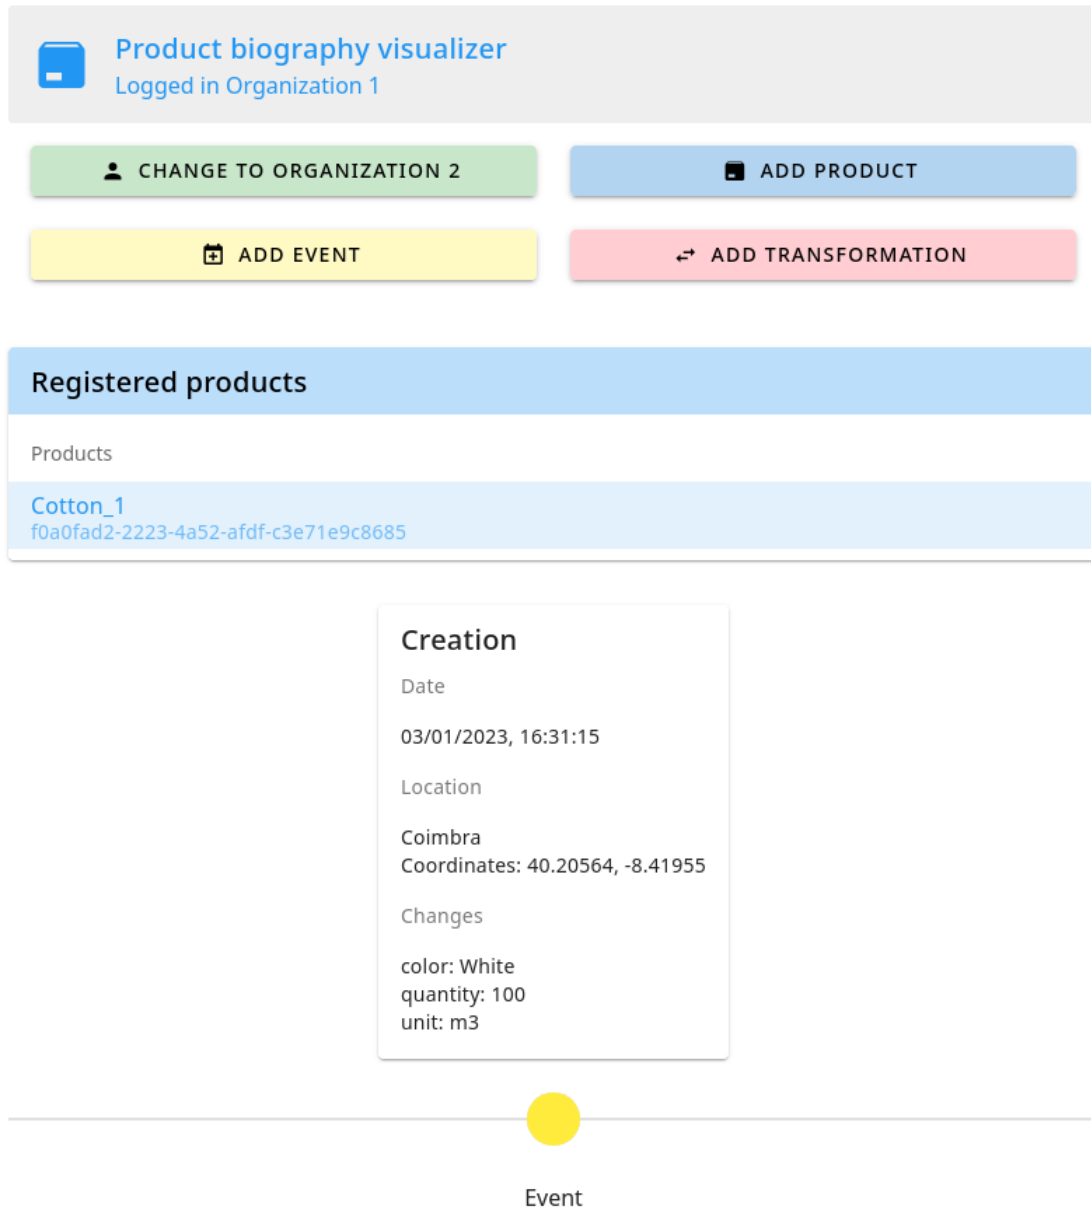 Product biography visualizer
Logged in Organization 1
CHANGE TO ORGANIZATION 2
ADD PRODUCT
ADD EVENT
ADD TRANSFORMATION
Registered products
Products
Cotton_1
f0a0fad2-2223-4a52-afdf-c3e71e9c8685
Creation
Date
03/01/2023, 16:31:15
Location
Coimbra
Coordinates: 40.20564, -8.41955
Changes
color: White
quantity: 100
unit: m3
Event